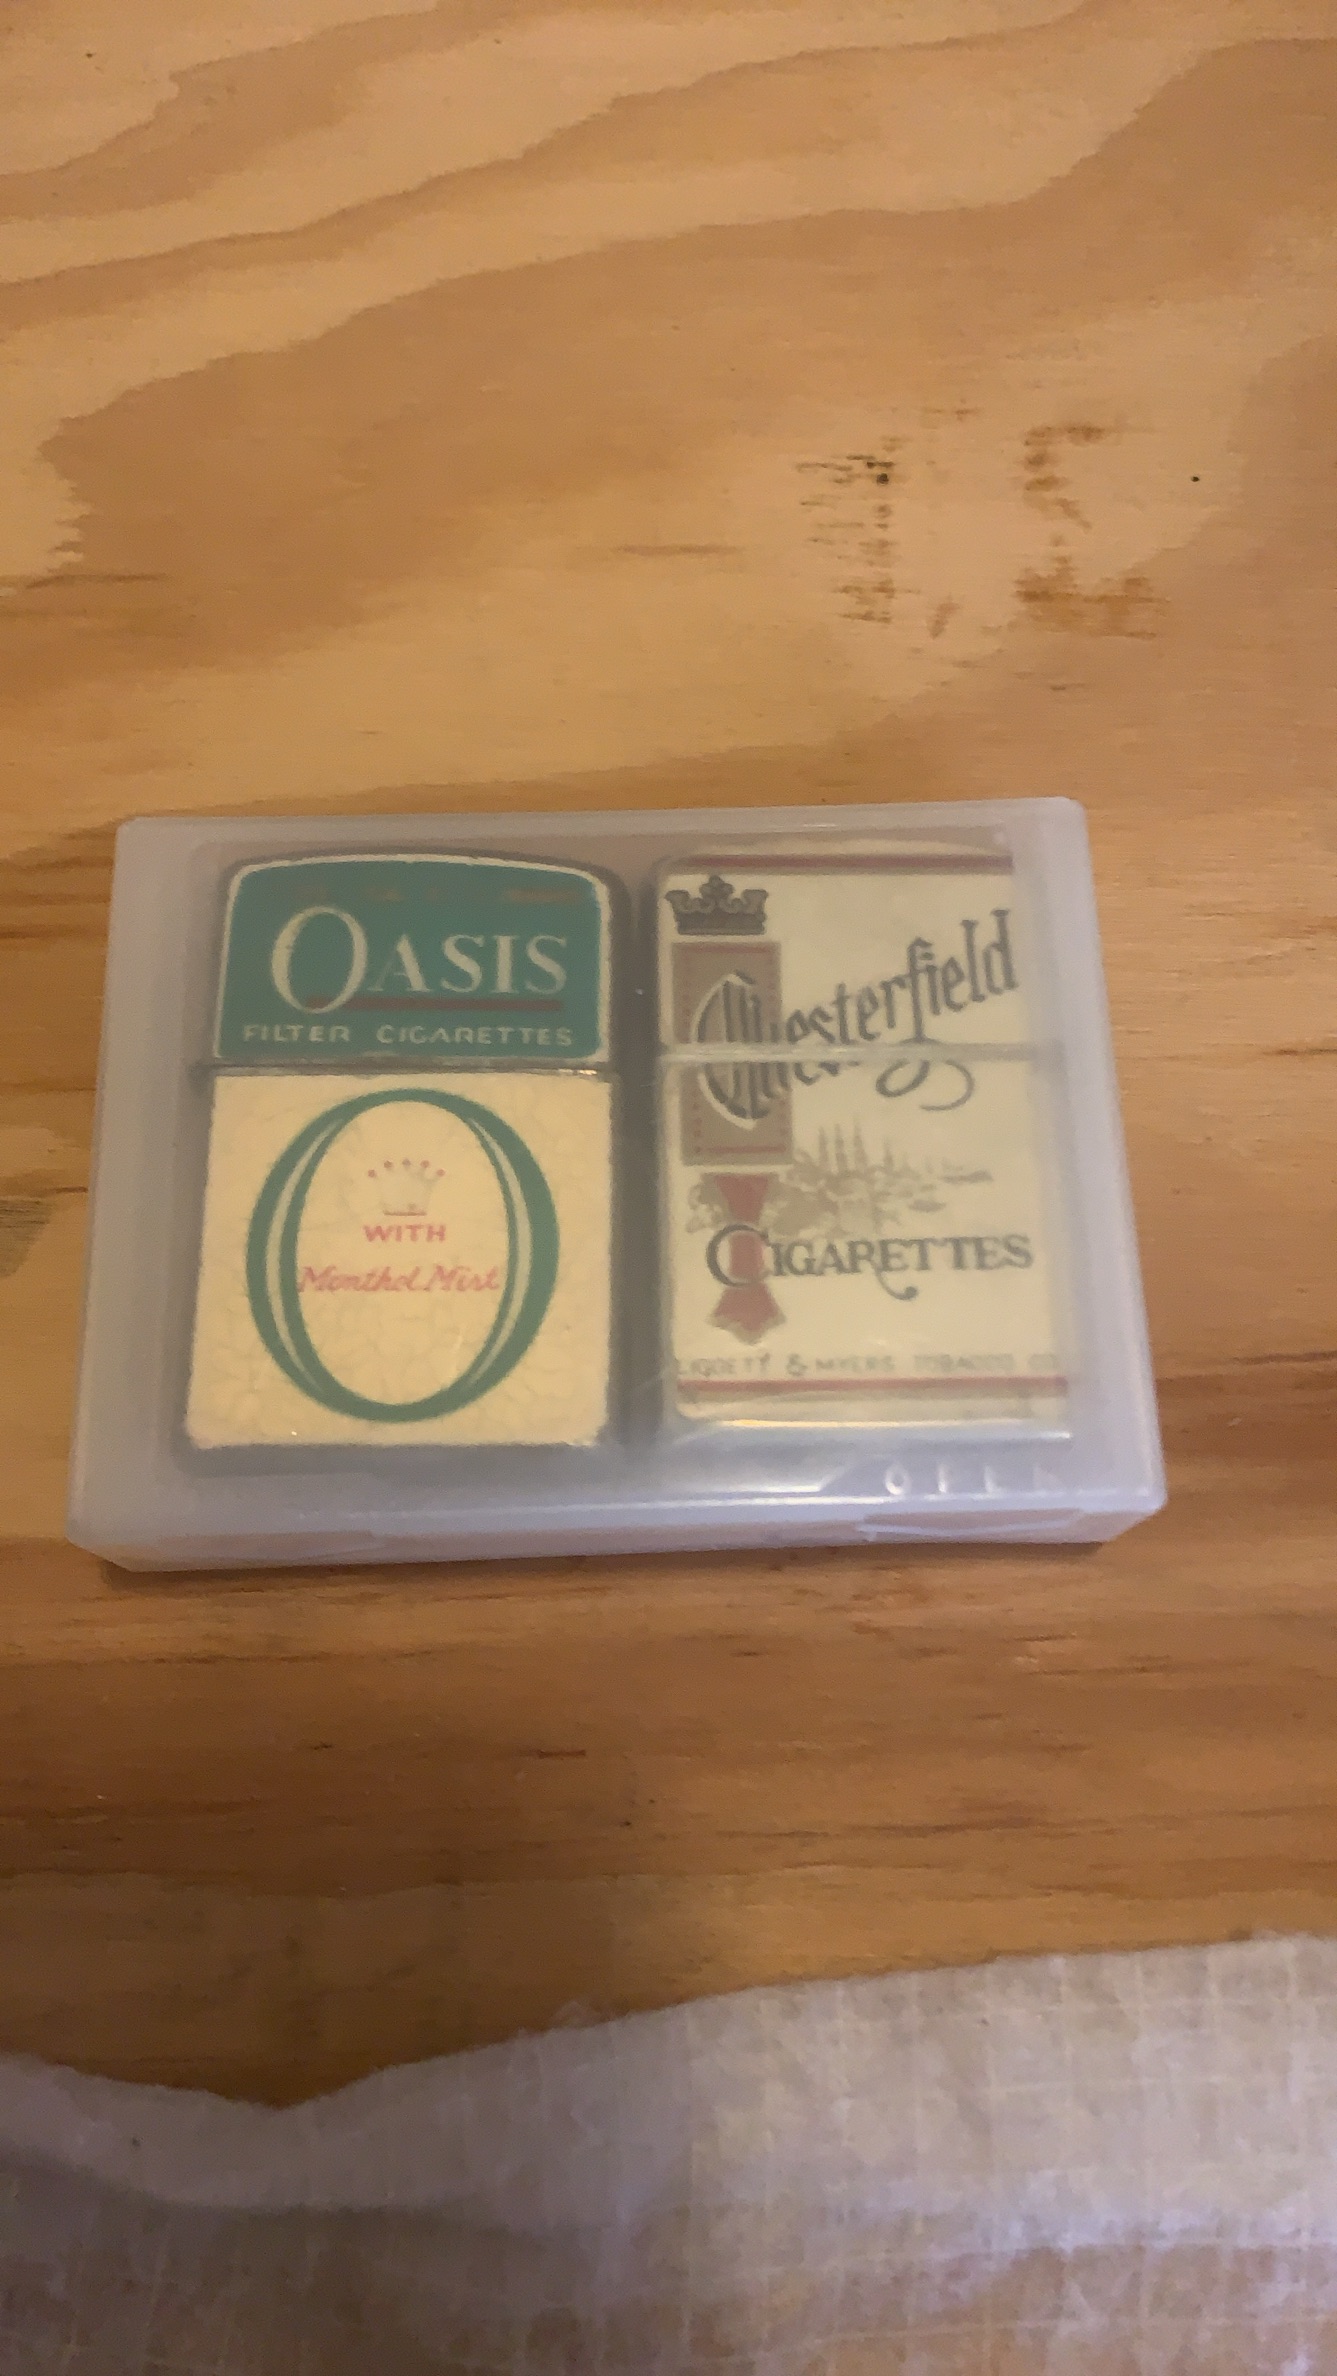 OASIS
FILTER CIGARETTES
WITH
Menthol Mist
Chesterfield
CIGARETTES
LIGGETT & MYERS TOBACCO CO